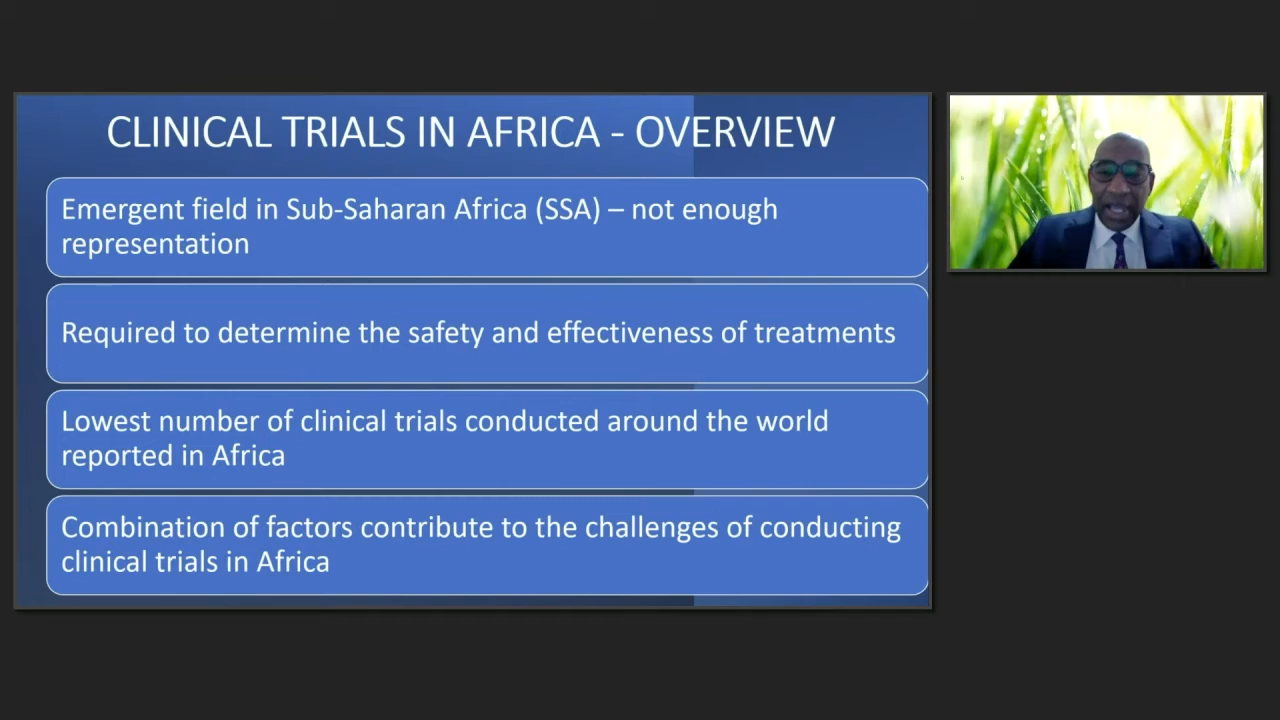 CLINICAL TRIALS IN AFRICA - OVERVIEW
Emergent field in Sub-Saharan Africa (SSA) – not enough
representation
Required to determine the safety and effectiveness of treatments
Lowest number of clinical trials conducted around the world
reported in Africa
Combination of factors contribute to the challenges of conducting
clinical trials in Africa